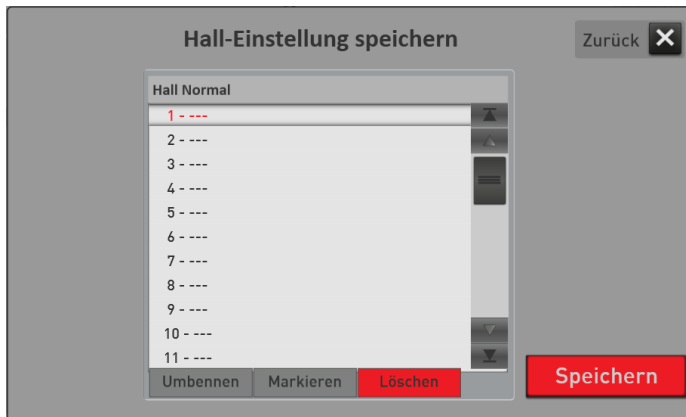 Hall-Einstellung speichern
Zurück
Hall Normal
1 - ---
2 - ---
3 - ---
4 - ---
5 - ---
6 - ---
7 - ---
8 - ---
9 - ---
10 - ---
11 - ---
Umbennen Markieren Löschen
Speichern